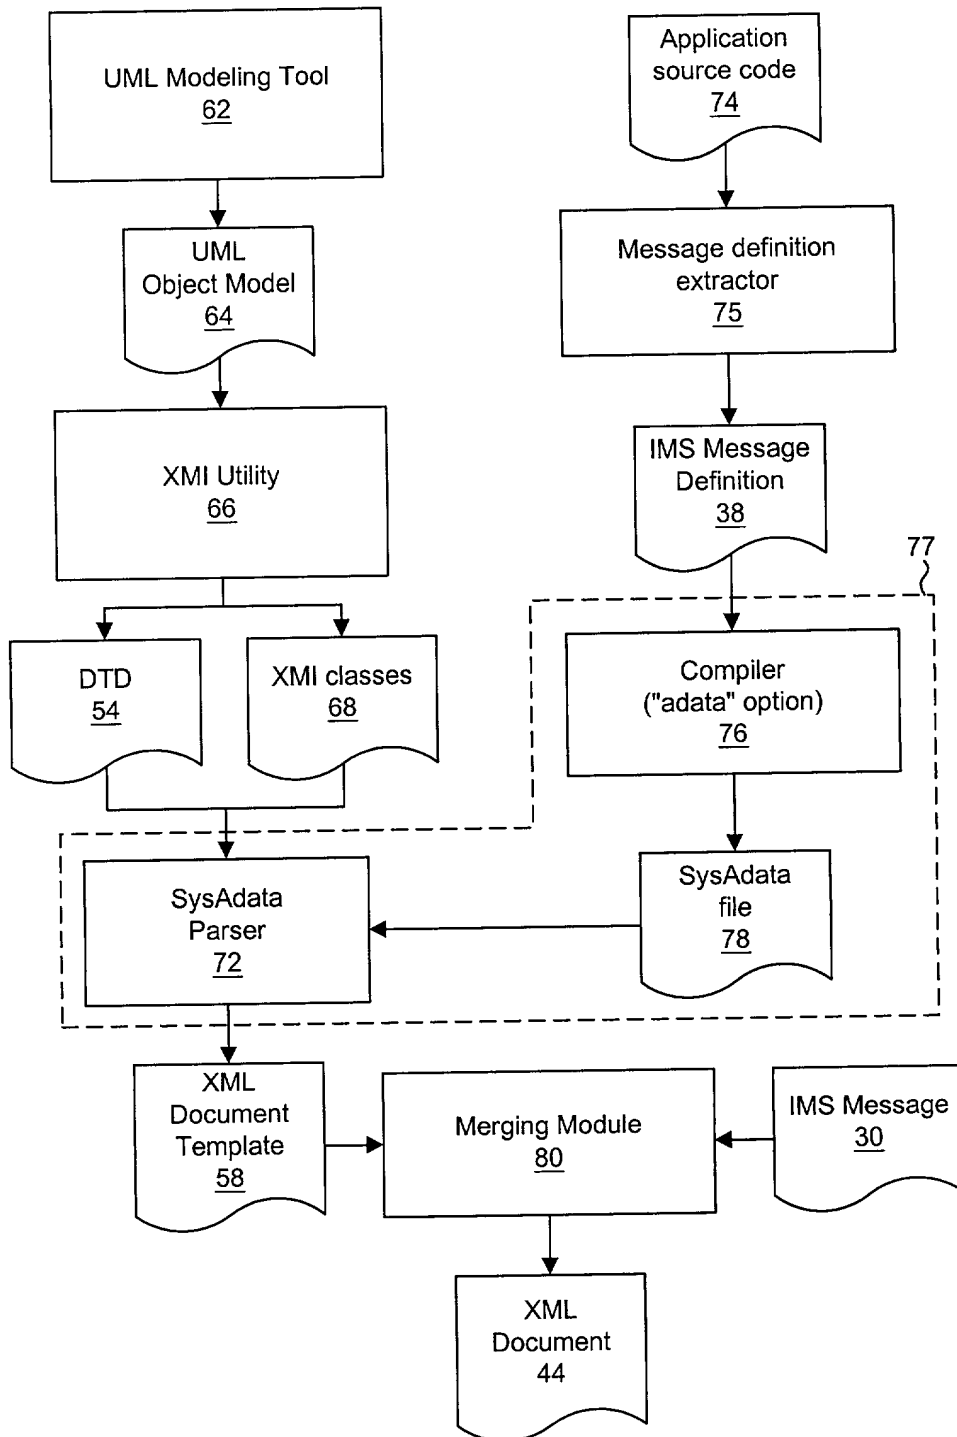 UML Modeling Tool
62
Application
source code
74
UML
Object Model
64
Message definition
extractor
75
XMI Utility
66
IMS Message
Definition
38
77
DTD
54
XMI classes
68
Compiler
("adata" option)
76
SysAdata
Parser
72
SysAdata
file
78
XML
Document
Template
58
Merging Module
80
IMS Message
30
XML
Document
44